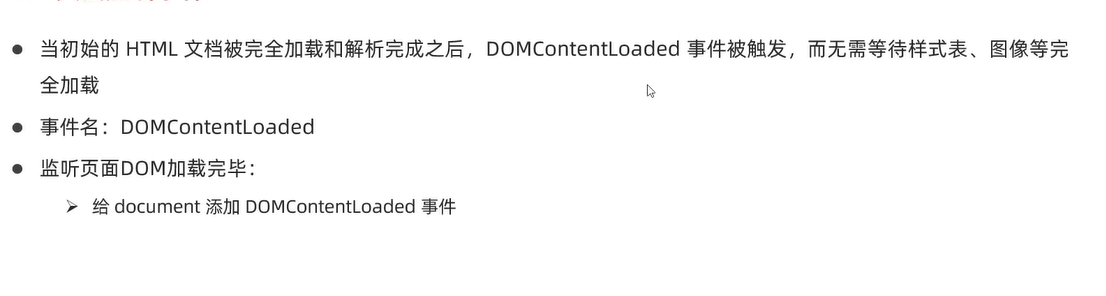 当初始的 HTML 文档被完全加载和解析完成之后，DOMContentLoaded 事件被触发，而无需等待样式表、图像等完
全加载
事件名：DOMContentLoaded
监听页面DOM加载完毕：
给 document 添加 DOMContentLoaded 事件